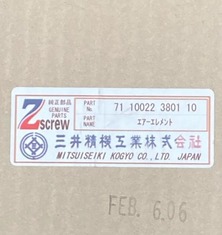 純正部品
GENUINE PARTS
Zscrew
PART No. 71 10022 3801 10
PART NAME エアーエレメント
三井精機工業株式会社
MITSUISEIKI KOGYO CO., LTD. JAPAN
FEB. 6.06